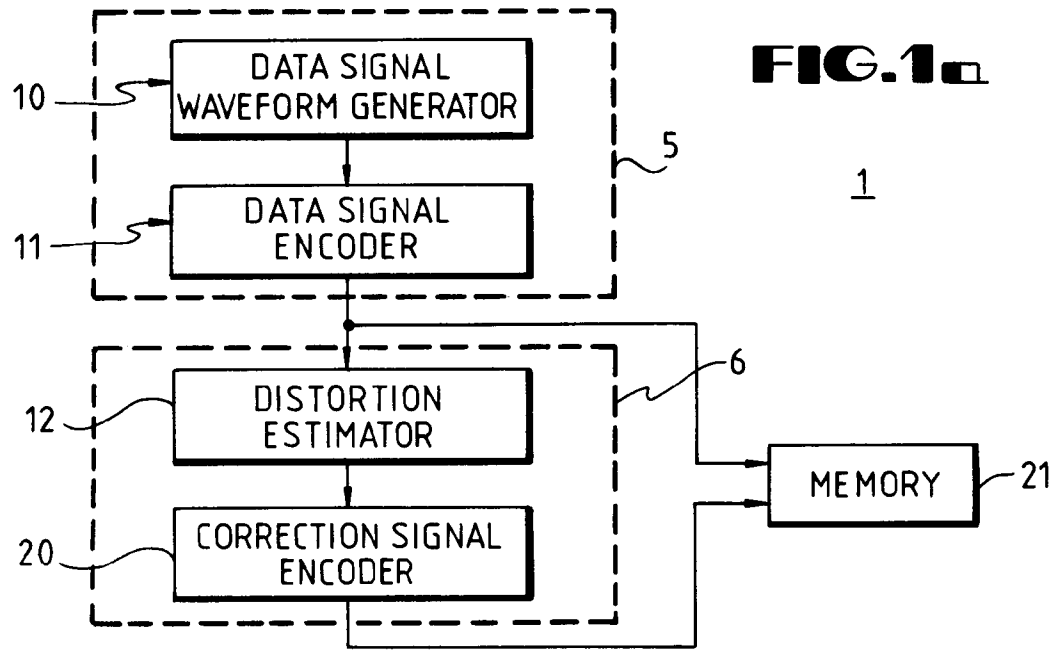 FIG.1a
1
10
DATA SIGNAL
WAVEFORM GENERATOR
5
11
DATA SIGNAL
ENCODER
6
12
DISTORTION
ESTIMATOR
MEMORY
21
20
CORRECTION SIGNAL
ENCODER